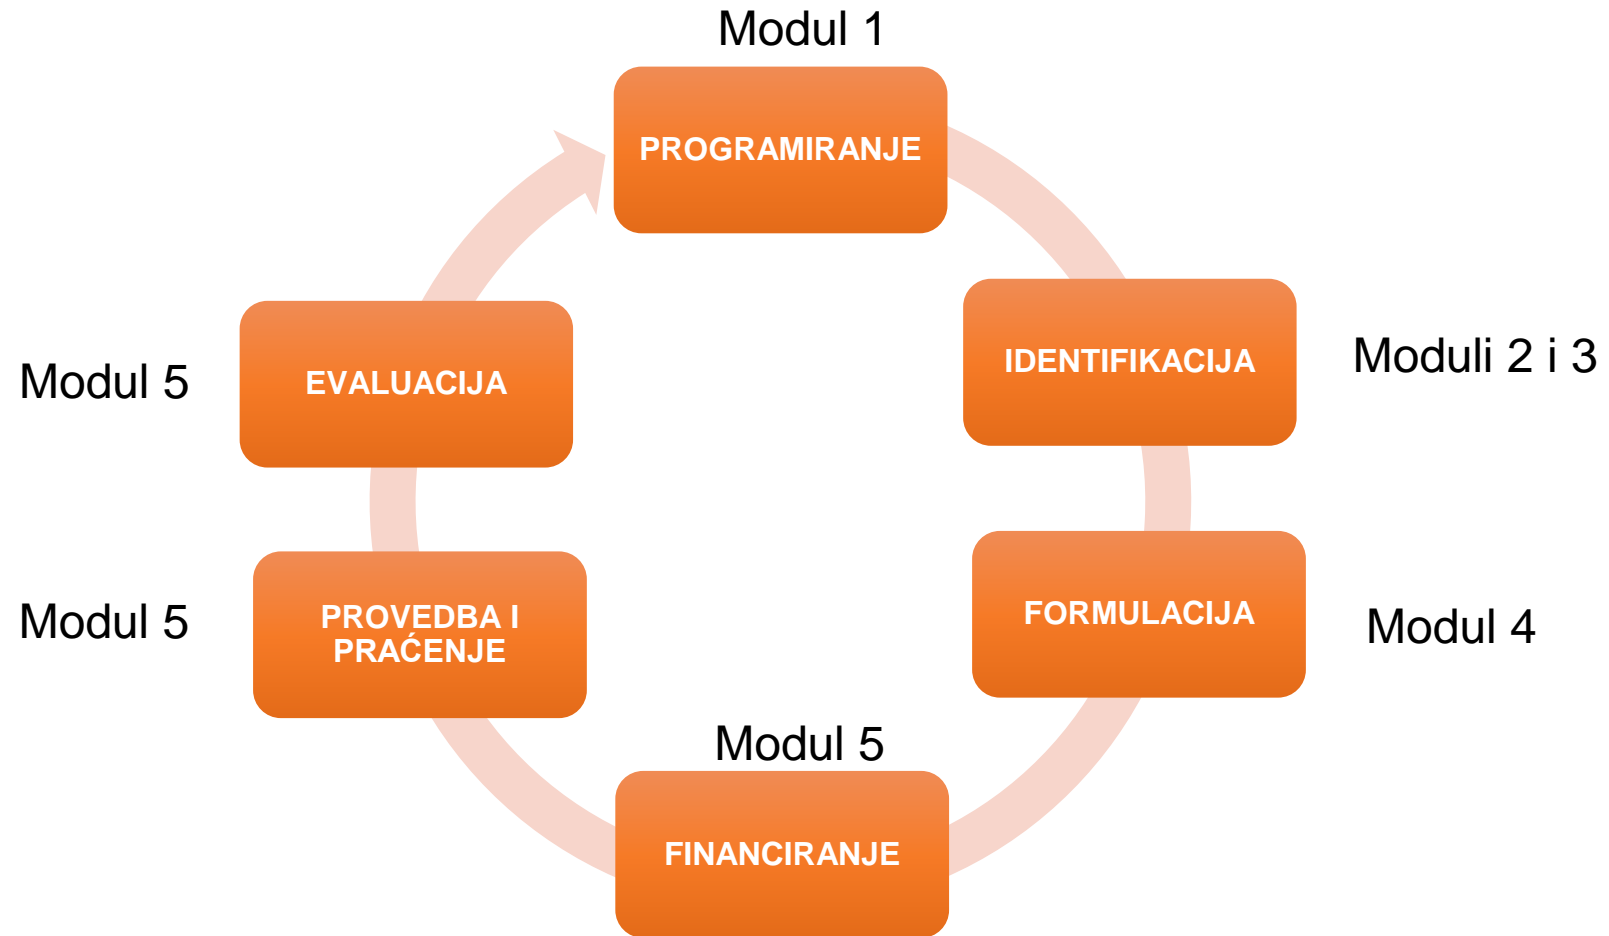 Modul 1
PROGRAMIRANJE
IDENTIFIKACIJA
Moduli 2 i 3
FORMULACIJA
Modul 4
Modul 5
FINANCIRANJE
Modul 5
PROVEDBA I
PRAĆENJE
Modul 5
EVALUACIJA